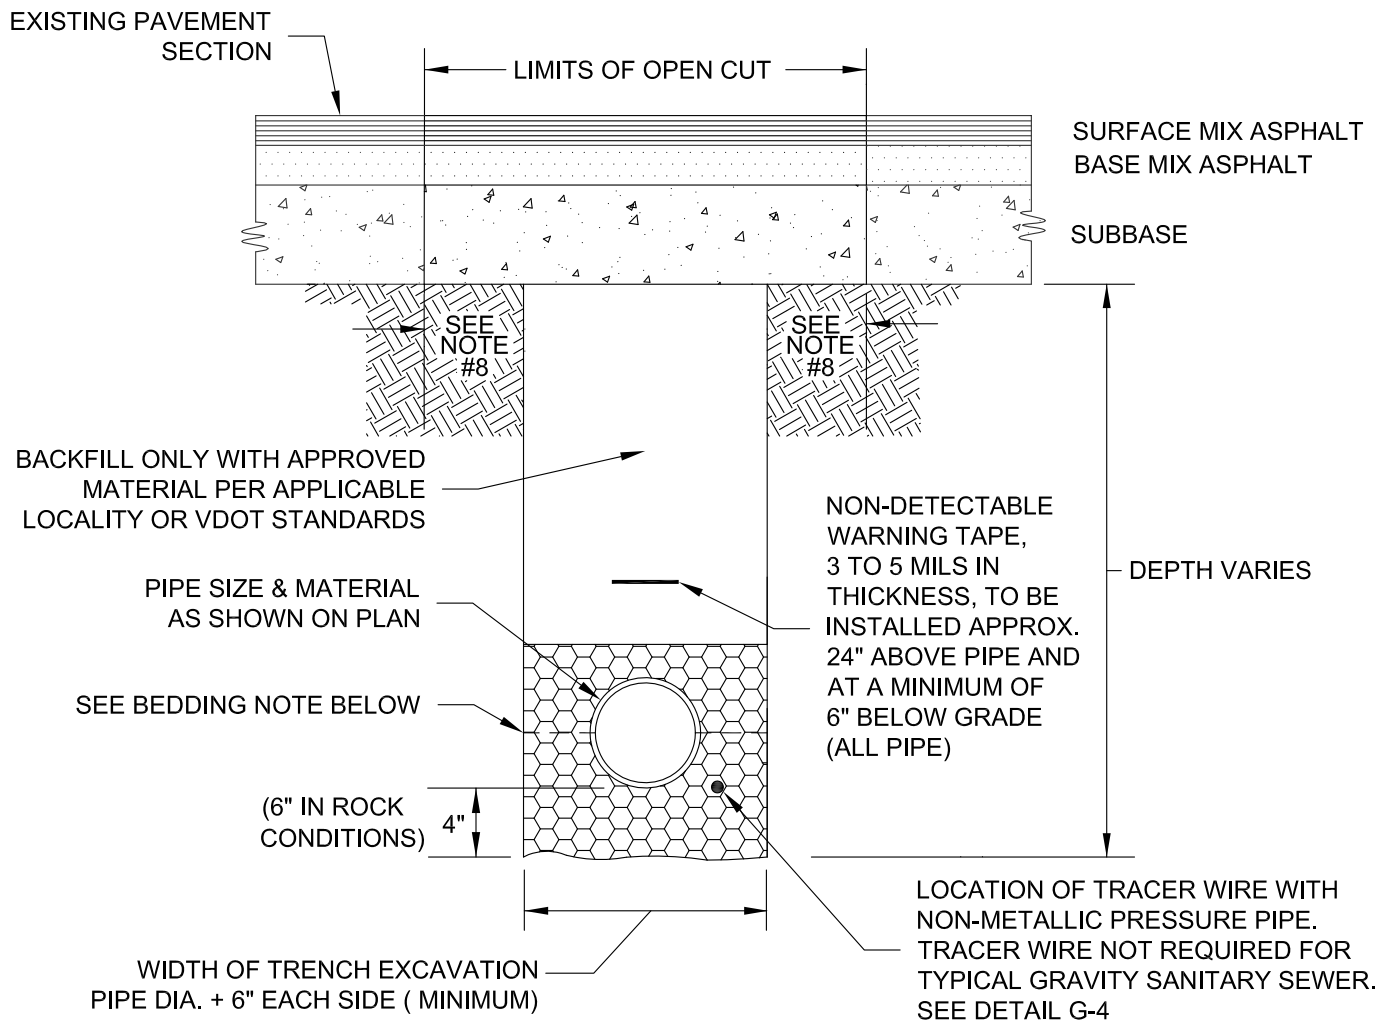 EXISTING PAVEMENT
SECTION
LIMITS OF OPEN CUT
SURFACE MIX ASPHALT
BASE MIX ASPHALT
SUBBASE
SEE
NOTE
#8
SEE
NOTE
#8
BACKFILL ONLY WITH APPROVED
MATERIAL PER APPLICABLE
LOCALITY OR VDOT STANDARDS
NON-DETECTABLE
WARNING TAPE,
3 TO 5 MILS IN
THICKNESS, TO BE
INSTALLED APPROX.
24" ABOVE PIPE AND
AT A MINIMUM OF
6" BELOW GRADE
(ALL PIPE)
DEPTH VARIES
PIPE SIZE & MATERIAL
AS SHOWN ON PLAN
SEE BEDDING NOTE BELOW
(6" IN ROCK
CONDITIONS)
4"
LOCATION OF TRACER WIRE WITH
NON-METALLIC PRESSURE PIPE.
TRACER WIRE NOT REQUIRED FOR
TYPICAL GRAVITY SANITARY SEWER.
SEE DETAIL G-4
WIDTH OF TRENCH EXCAVATION
PIPE DIA. + 6" EACH SIDE ( MINIMUM)